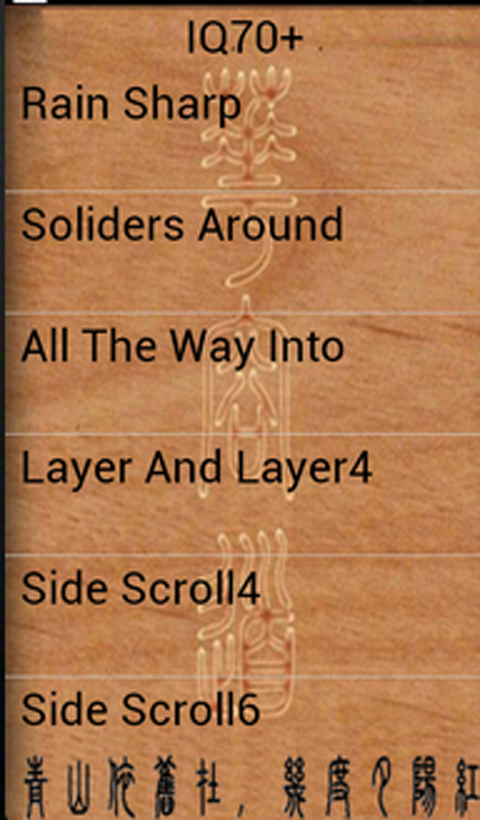 IQ70+
Rain Sharp
Soliders Around
All The Way Into
Layer And Layer4
Side Scroll4
Side Scroll6
青山依舊在，幾度夕陽紅